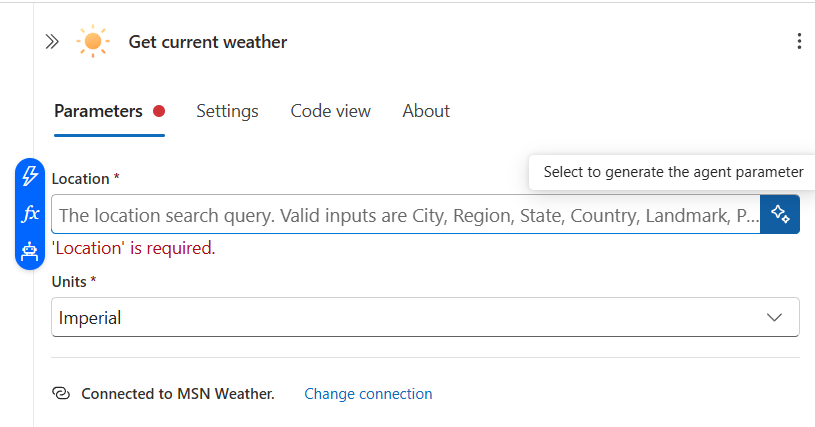 Get current weather
Parameters Settings Code view About
Select to generate the agent parameter
Location *
fx
The location search query. Valid inputs are City, Region, State, Country, Landmark, P...
'Location' is required.
Units *
Imperial
Connected to MSN Weather. Change connection